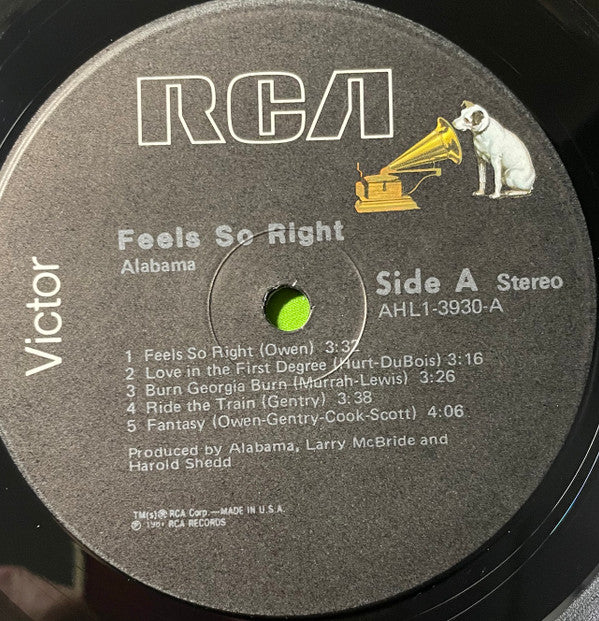 RCA
Victor
Feels So Right
Alabama
Side A Stereo
AHL1-3930-A
1 Feels So Right (Owen) 3:32
2 Love in the First Degree (Hurt-DuBois) 3:16
3 Burn Georgia Burn (Murrah-Lewis) 3:26
4 Ride the Train (Gentry) 3:38
5 Fantasy (Owen-Gentry-Cook-Scott) 4:06
Produced by Alabama, Larry McBride and
Harold Shedd
TM(s)® RCA Corp.—MADE IN U.S.A.
℗ 1981 RCA RECORDS